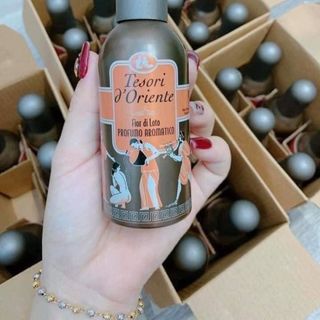 Tesori
d'Oriente
Fior di Loto
PROFUMO AROMATICO